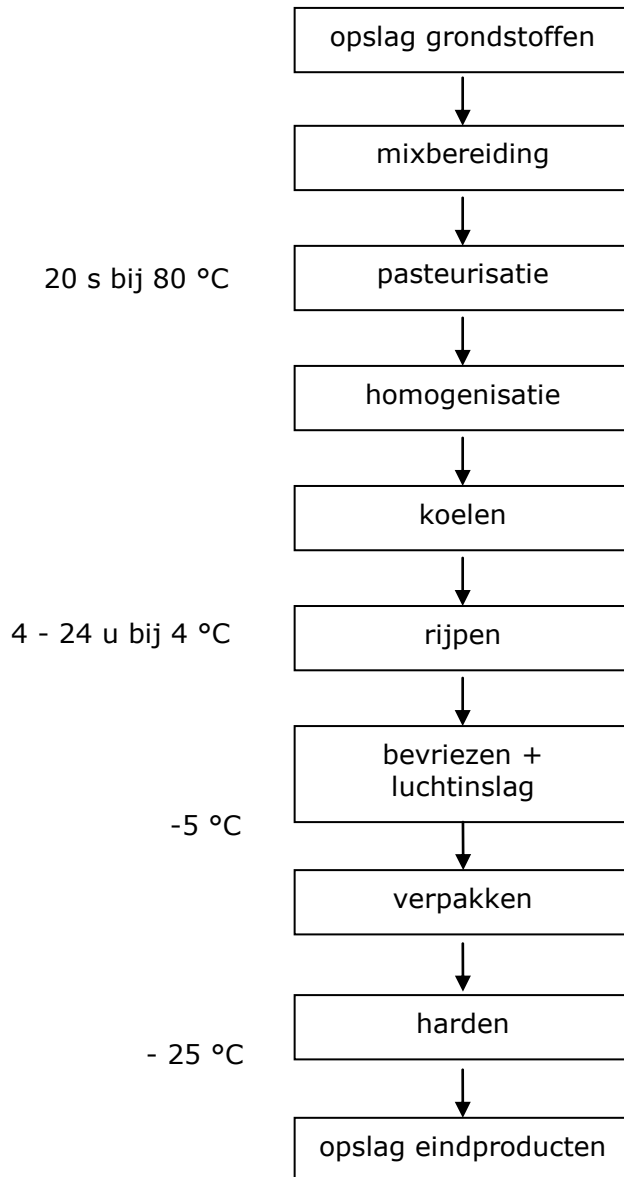 opslag grondstoffen
mixbereiding
20 s bij 80 °C
pasteurisatie
homogenisatie
koelen
4 - 24 u bij 4 °C
rijpen
bevriezen +
luchtinslag
-5 °C
verpakken
harden
- 25 °C
opslag eindproducten